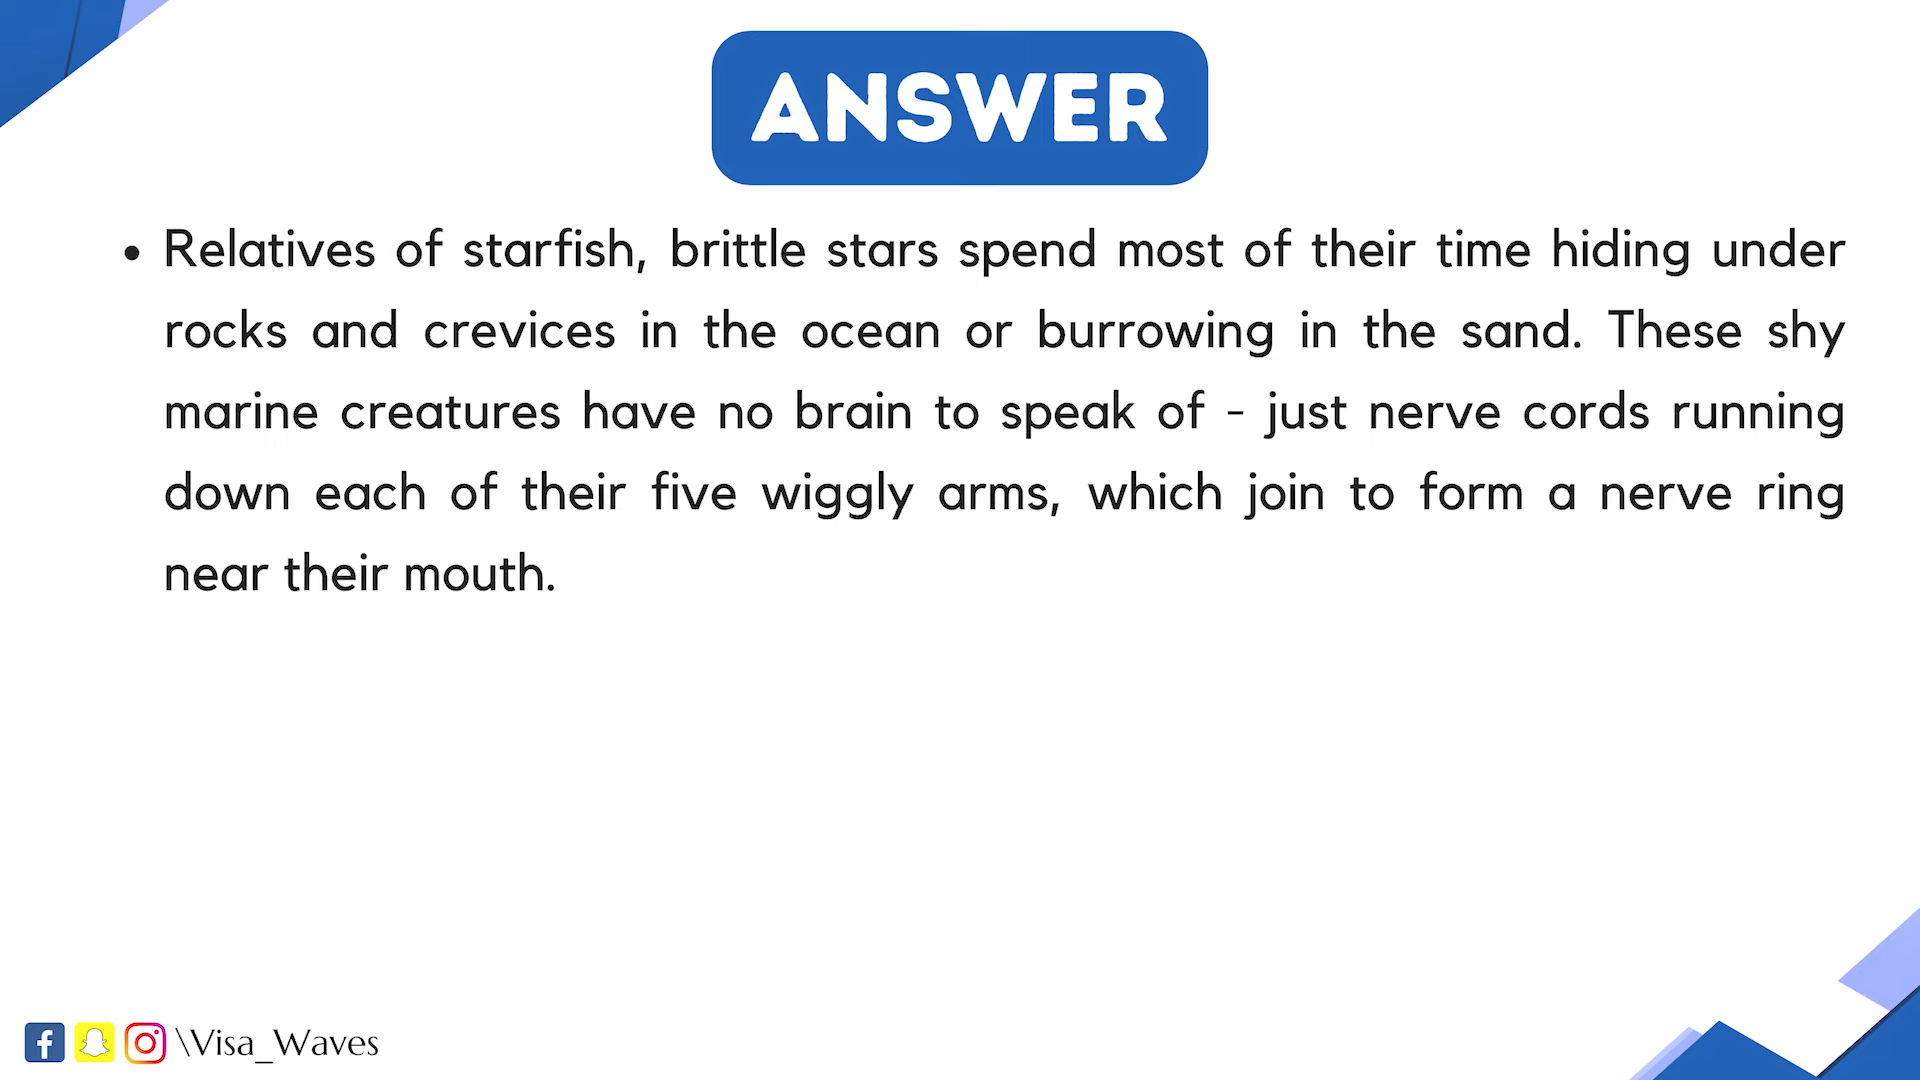 ANSWER
• Relatives of starfish, brittle stars spend most of their time hiding under
rocks and crevices in the ocean or burrowing in the sand. These shy
marine creatures have no brain to speak of - just nerve cords running
down each of their five wiggly arms, which join to form a nerve ring
near their mouth.
\Visa_Waves